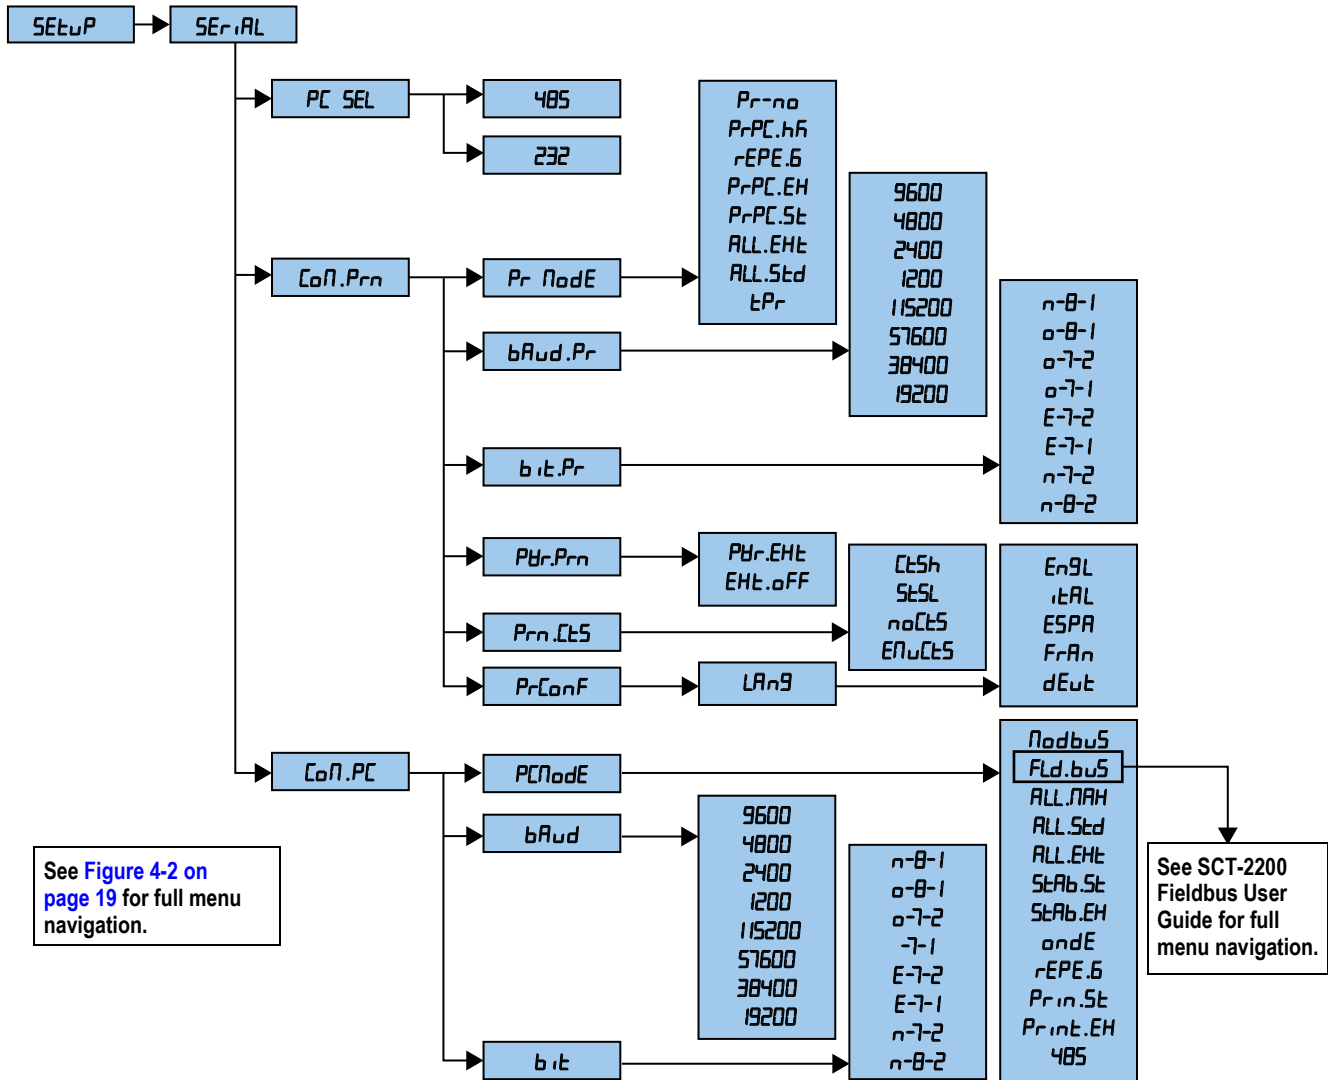 SEtuP
SEriAL
PC SEL
485
232
CoM.Prn
Pr ModE
Pr-no
PrPC.hR
rEPE.6
PrPC.EH
PrPC.St
ALL.EHt
ALL.Std
tPr
bAud.Pr
9600
4800
2400
1200
115200
57600
38400
19200
bit.Pr
n-8-1
o-8-1
o-7-2
o-7-1
E-7-2
E-7-1
n-7-2
n-8-2
PWr.Prn
PWr.EHt
EHt.oFF
Prn.CtS
CtSh
StSL
noCtS
EMuCtS
PrConF
LAng
EngL
itAL
ESPA
FrAn
dEut
CoM.PC
PCModE
ModbuS
FLd.buS
ALL.MAH
ALL.Std
ALL.EHt
StAb.St
StAb.EH
ondE
rEPE.6
Prin.St
Print.EH
485
bAud
9600
4800
2400
1200
115200
57600
38400
19200
bit
n-8-1
o-8-1
o-7-2
-7-1
E-7-2
E-7-1
n-7-2
n-8-2
See Figure 4-2 on
page 19 for full menu
navigation.
See SCT-2200
Fieldbus User
Guide for full
menu navigation.